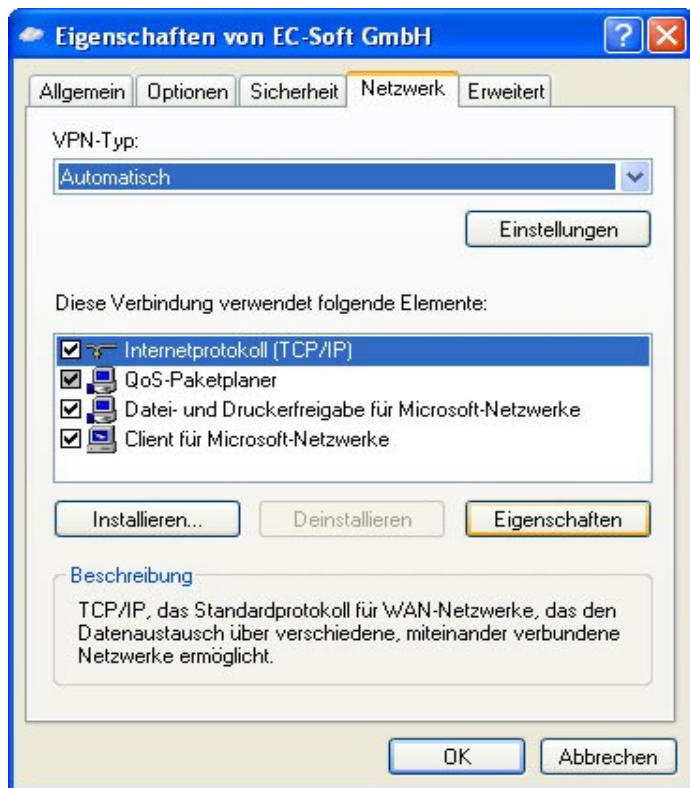 Eigenschaften von EC-Soft GmbH
Allgemein Optionen Sicherheit Netzwerk Erweitert
VPN-Typ:
Automatisch
Einstellungen
Diese Verbindung verwendet folgende Elemente:
Internetprotokoll (TCP/IP)
QoS-Paketplaner
Datei- und Druckerfreigabe für Microsoft-Netzwerke
Client für Microsoft-Netzwerke
Installieren... Deinstallieren Eigenschaften
Beschreibung
TCP/IP, das Standardprotokoll für WAN-Netzwerke, das den
Datenaustausch über verschiedene, miteinander verbundene
Netzwerke ermöglicht.
OK Abbrechen